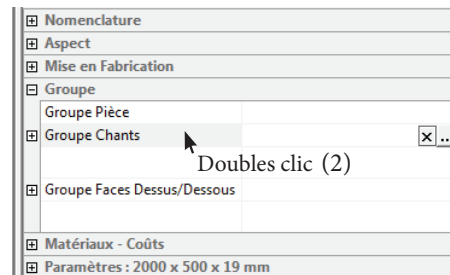 Nomenclature
Aspect
Mise en Fabrication
Groupe
Groupe Pièce
Groupe Chants
Doubles clic (2)
Groupe Faces Dessus/Dessous
Matériaux - Coûts
Paramètres : 2000 x 500 x 19 mm